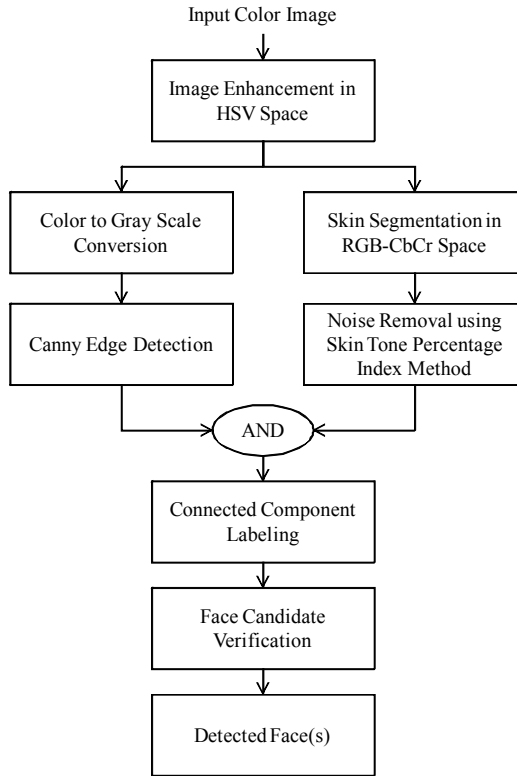 Input Color Image
Image Enhancement in
HSV Space
Color to Gray Scale
Conversion
Skin Segmentation in
RGB-CbCr Space
Canny Edge Detection
Noise Removal using
Skin Tone Percentage
Index Method
AND
Connected Component
Labeling
Face Candidate
Verification
Detected Face(s)